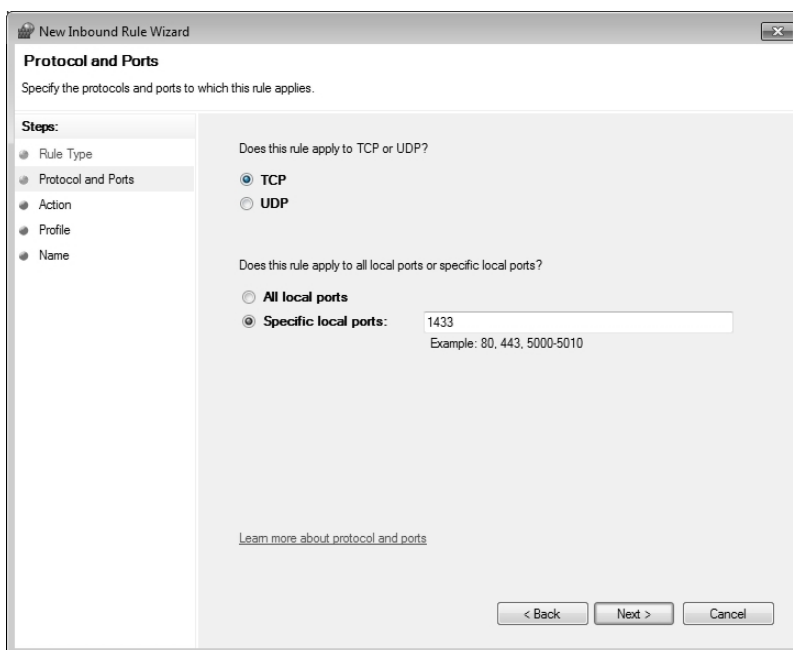 New Inbound Rule Wizard
Protocol and Ports
Specify the protocols and ports to which this rule applies.
Steps:
Rule Type
Protocol and Ports
Action
Profile
Name
Does this rule apply to TCP or UDP?
TCP
UDP
Does this rule apply to all local ports or specific local ports?
All local ports
Specific local ports: 1433
Example: 80, 443, 5000-5010
Learn more about protocol and ports
< Back Next > Cancel